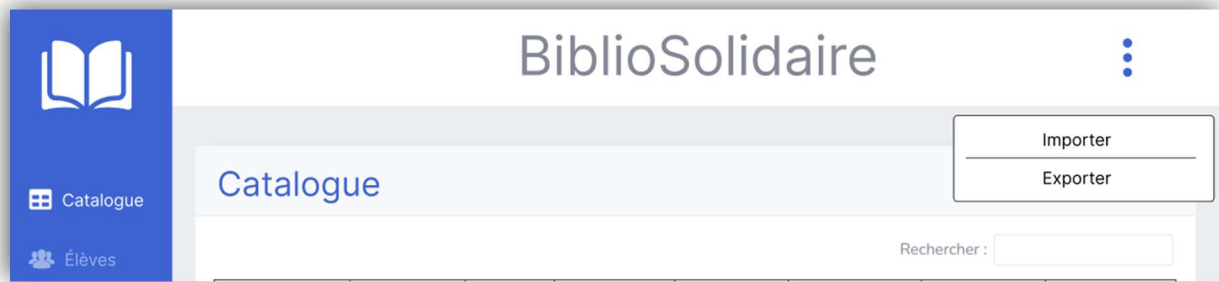 BiblioSolidaire
Importer
Exporter
Catalogue
Catalogue
Rechercher :
Élèves